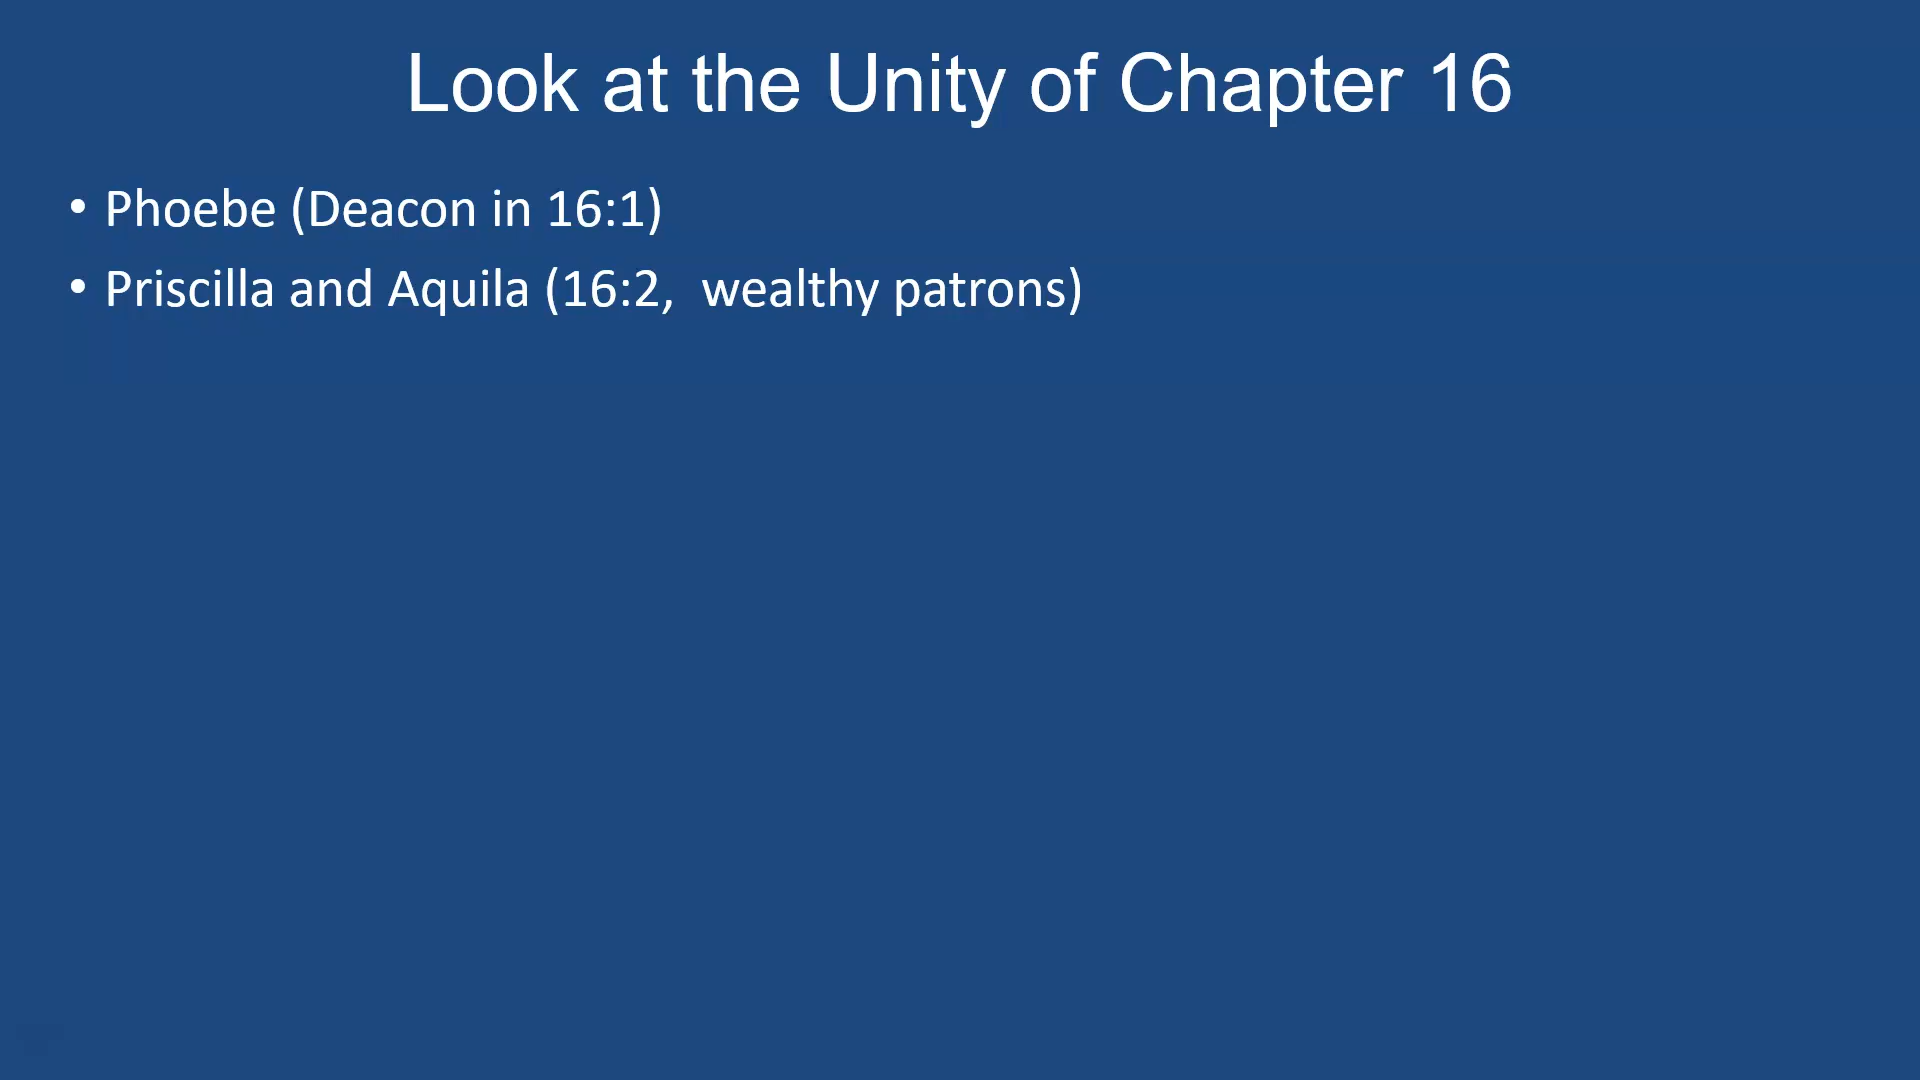 Look at the Unity of Chapter 16
• Phoebe (Deacon in 16:1)
• Priscilla and Aquila (16:2,  wealthy patrons)